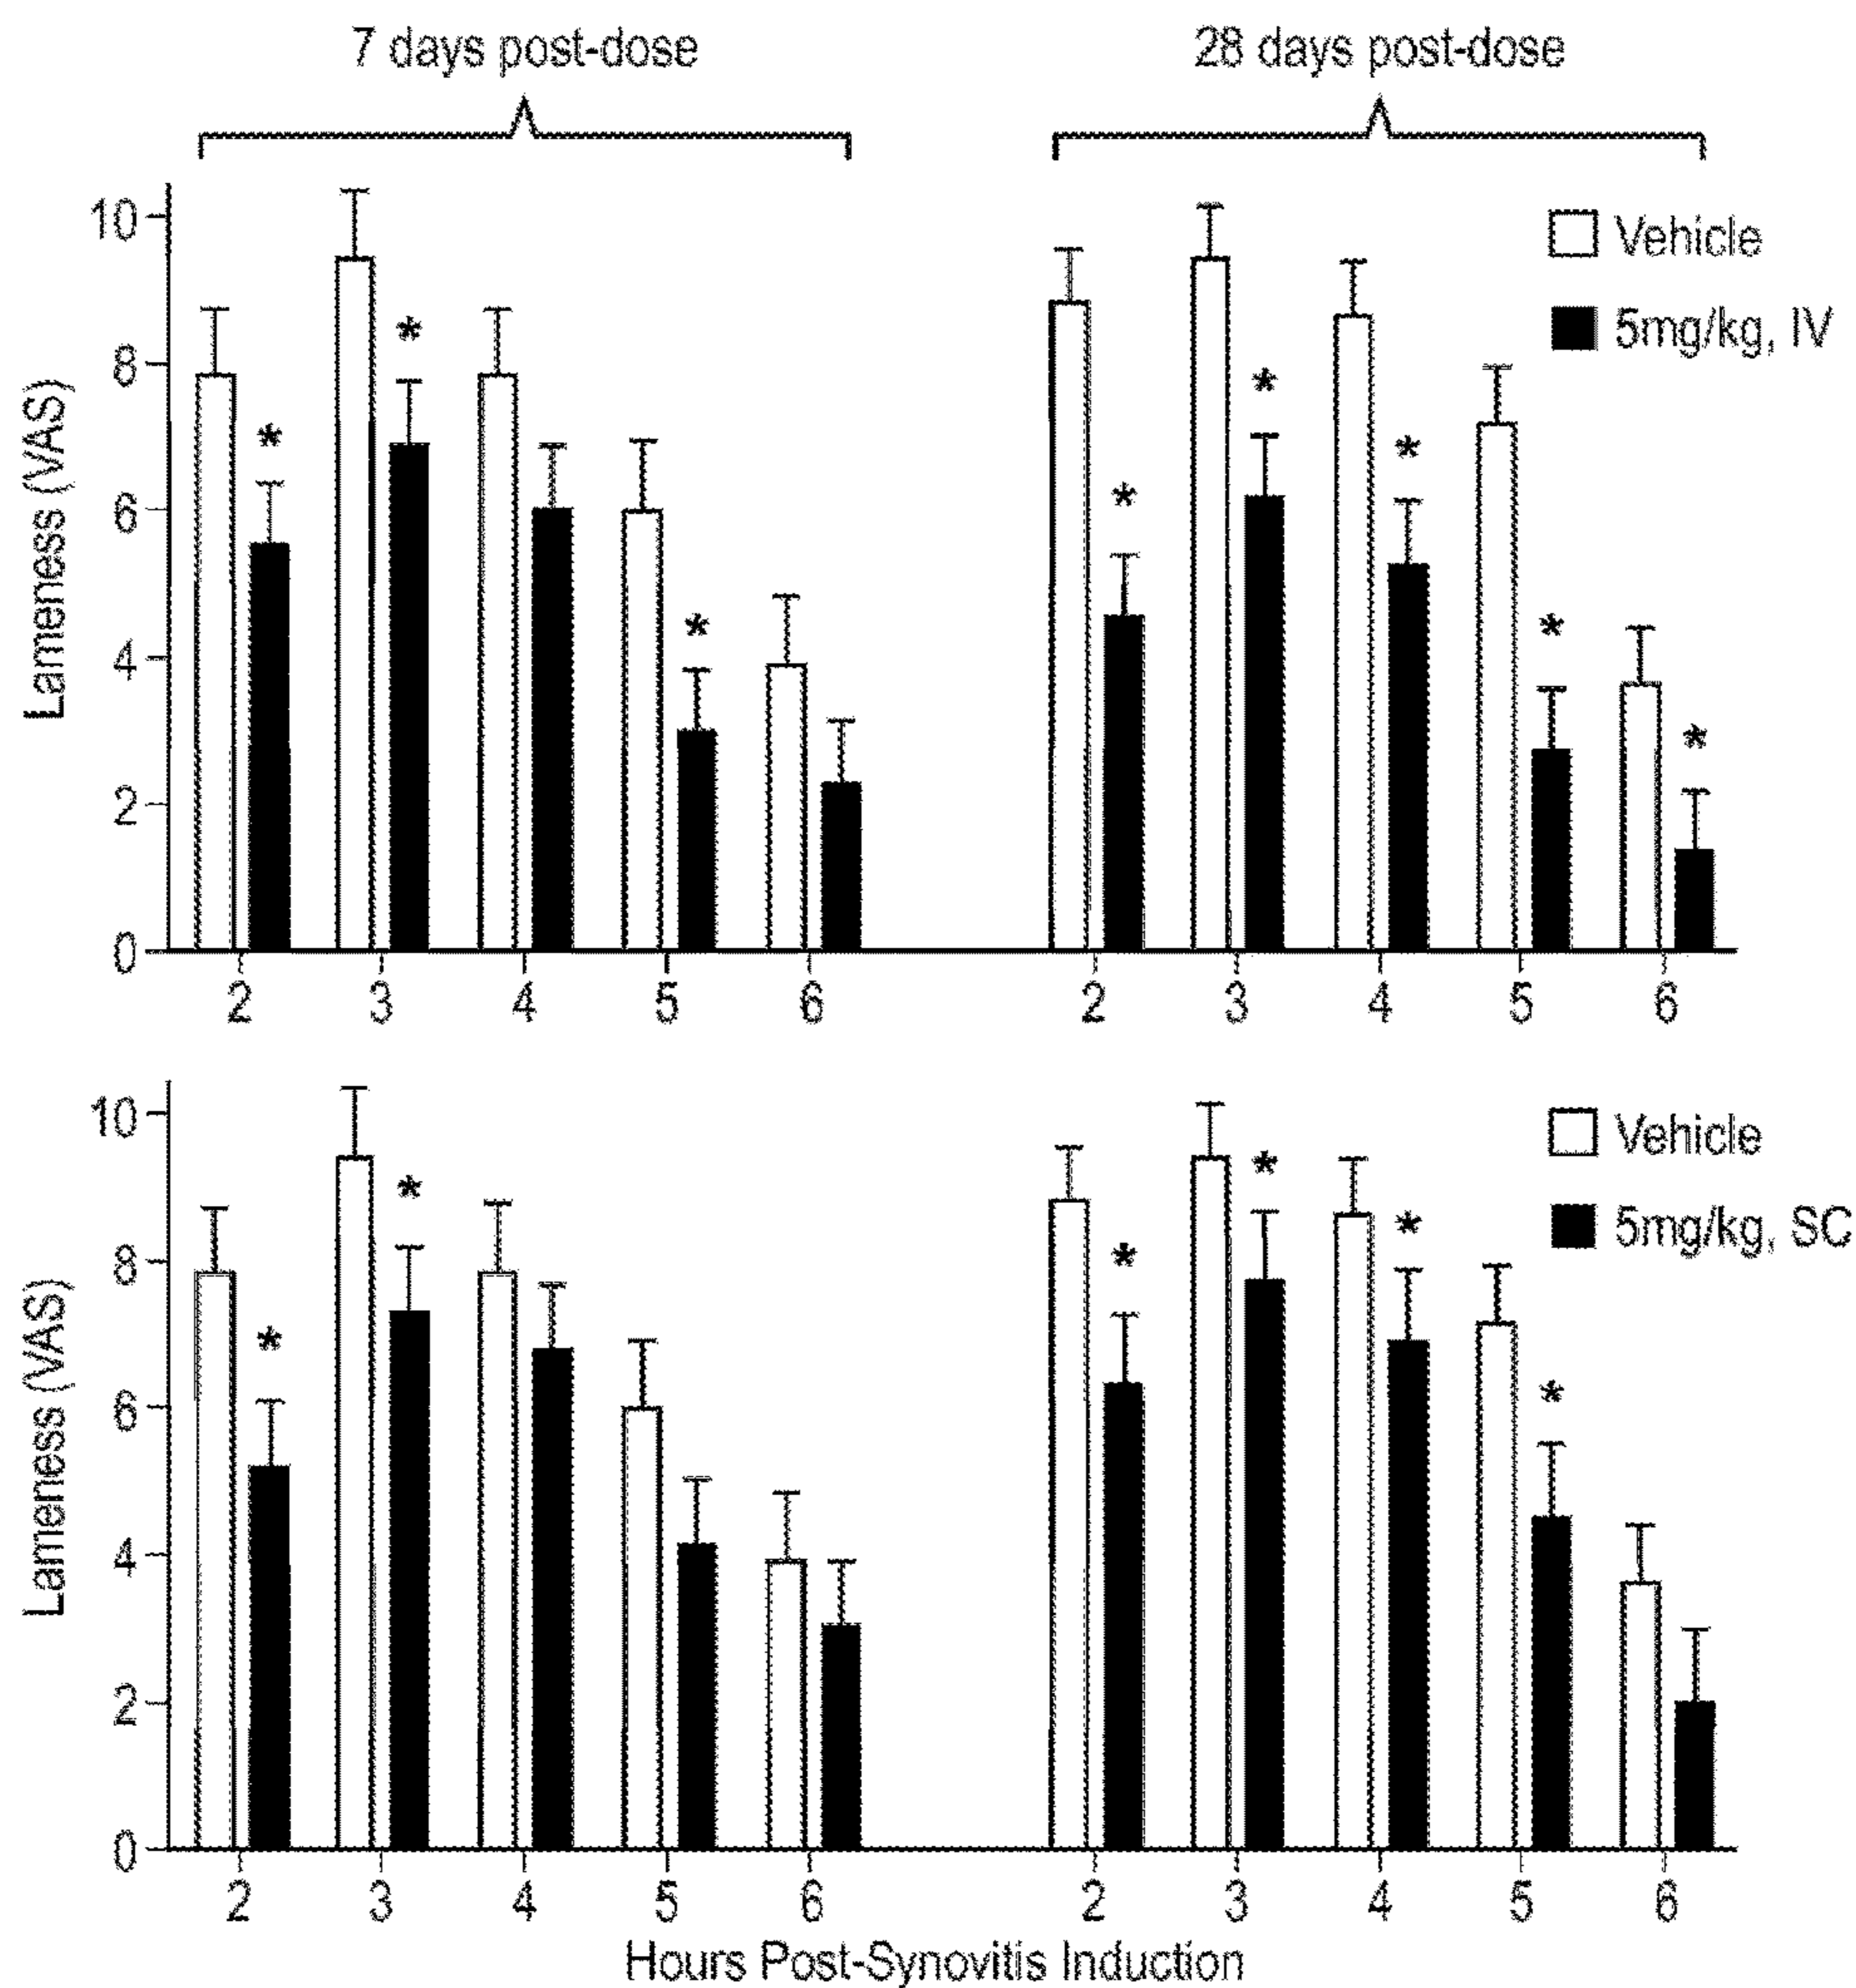 7 days post-dose
28 days post-dose
Lameness (VAS)
10
8
6
4
2
0
Vehicle
5mg/kg, IV
*
*
*
*
*
*
*
*
2 3 4 5 6 2 3 4 5 6
Lameness (VAS)
10
8
6
4
2
0
Vehicle
5mg/kg, SC
*
*
*
*
*
*
2 3 4 5 6 2 3 4 5 6
Hours Post-Synovitis Induction